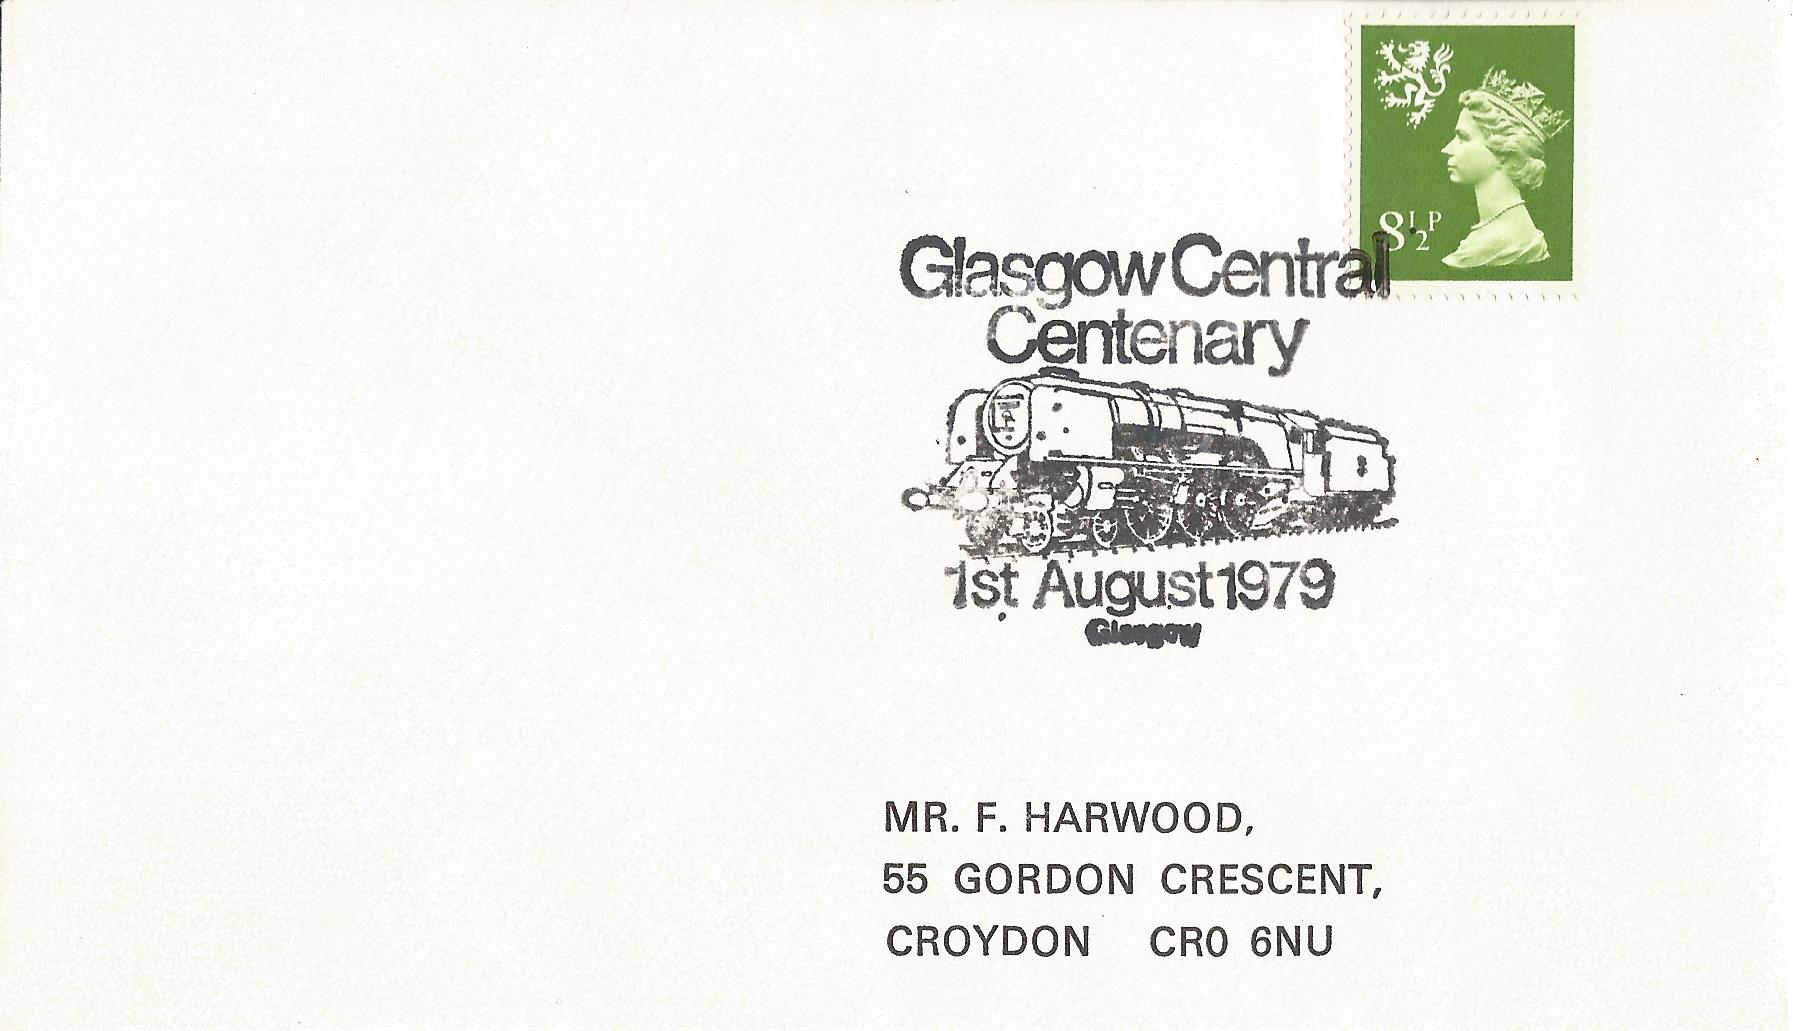 8½P
Glasgow Central
Centenary
1st August 1979
Glasgow
MR. F. HARWOOD,
55 GORDON CRESCENT,
CROYDON CR0 6NU